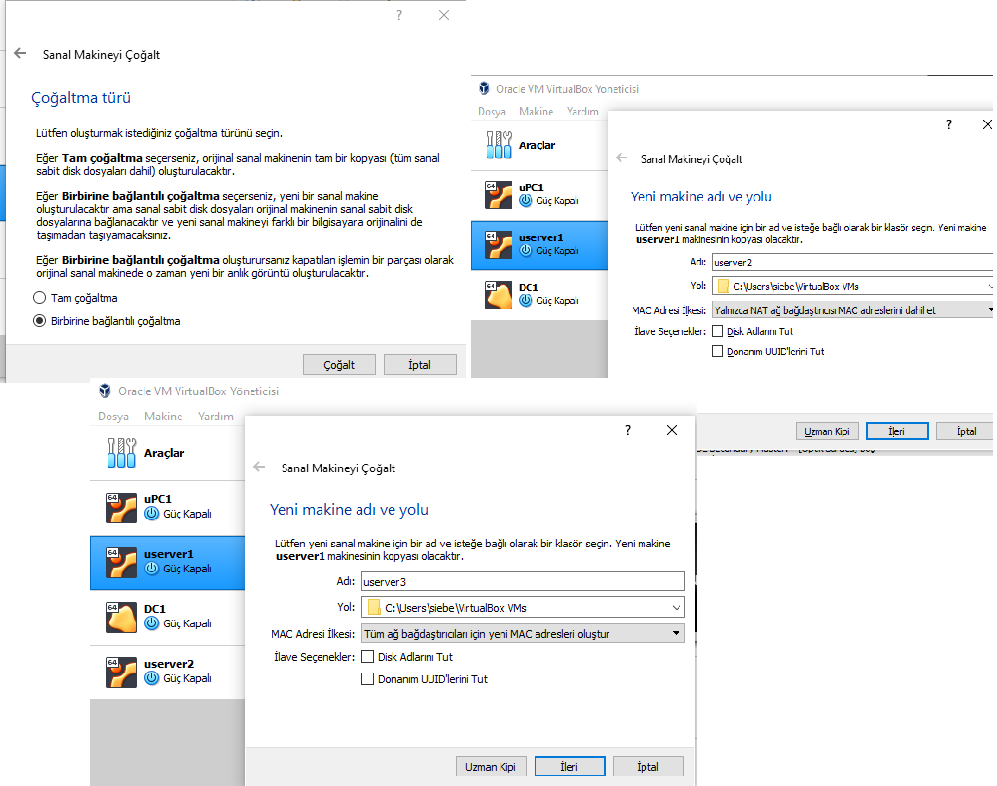 ?
Sanal Makineyi Çoğalt
Çoğaltma türü
Lütfen oluşturmak istediğiniz çoğaltma türünü seçin.
Eğer Tam çoğaltma seçerseniz, orijinal sanal makinenin tam bir kopyası (tüm sanal
sabit disk dosyaları dahil) oluşturulacaktır.
Eğer Birbirine bağlantılı çoğaltma seçerseniz, yeni bir sanal makine
oluşturulacaktır ama sanal sabit disk dosyaları orijinal makinenin sanal sabit disk
dosyalarına bağlanacaktır ve yeni sanal makineyi farklı bir bilgisayara orijinalini de
taşımadan taşıyamacaksınız.
Eğer Birbirine bağlantılı çoğaltma oluşturursanız kapatılan işlemin bir parçası olarak
orijinal sanal makinede o zaman yeni bir anlık görüntü oluşturulacaktır.
Tam çoğaltma
Birbirine bağlantılı çoğaltma
Çoğalt
İptal
Oracle VM VirtualBox Yöneticisi
Dosya Makine Yardım
Araçlar
64
uPC1
Güç Kapalı
64
userver1
Güç Kapalı
64
DC1
Güç Kapalı
?
Sanal Makineyi Çoğalt
Yeni makine adı ve yolu
Lütfen yeni sanal makine için bir ad ve isteğe bağlı olarak bir klasör seçin. Yeni makine
userver1 makinesinin kopyası olacaktır.
Adı: userver2
Yol: C:\Users\siebe\VirtualBox VMs
MAC Adresi İlkesi: Yalnızca NAT ağ bağdaştırıcısı MAC adreslerini dahil et
İlave Seçenekler: Disk Adlarını Tut
Donanım UUID'lerini Tut
Uzman Kipi
İleri
İptal
Oracle VM VirtualBox Yöneticisi
Dosya Makine Yardım
Araçlar
64
uPC1
Güç Kapalı
64
userver1
Güç Kapalı
64
DC1
Güç Kapalı
64
userver2
Güç Kapalı
?
Sanal Makineyi Çoğalt
Yeni makine adı ve yolu
Lütfen yeni sanal makine için bir ad ve isteğe bağlı olarak bir klasör seçin. Yeni makine
userver1 makinesinin kopyası olacaktır.
Adı: userver3
Yol: C:\Users\siebe\VirtualBox VMs
MAC Adresi İlkesi: Tüm ağ bağdaştırıcıları için yeni MAC adresleri oluştur
İlave Seçenekler: Disk Adlarını Tut
Donanım UUID'lerini Tut
Uzman Kipi
İleri
İptal